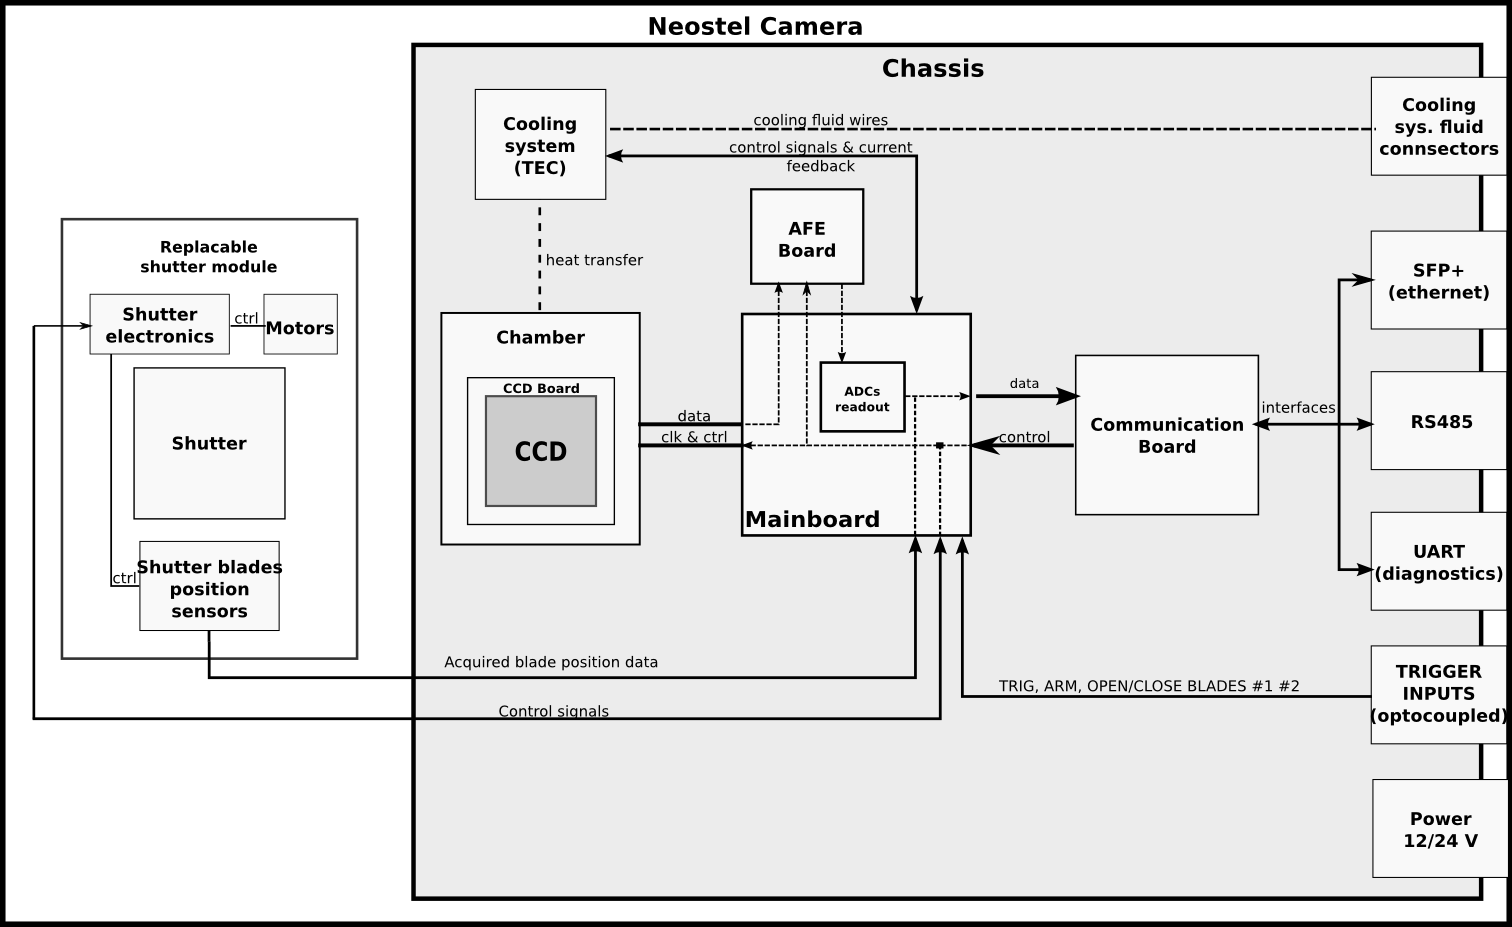 Neostel Camera
Chassis
Cooling
system
(TEC)
cooling fluid wires
control signals & current
feedback
Cooling
sys. fluid
connsectors
AFE
Board
heat transfer
SFP+
(ethernet)
Replacable
shutter module
Shutter
electronics
ctrl
Motors
Shutter
ctrl
Shutter blades
position
sensors
Chamber
CCD Board
CCD
data
clk & ctrl
ADCs
readout
Mainboard
data
control
Communication
Board
interfaces
RS485
UART
(diagnostics)
Acquired blade position data
Control signals
TRIG, ARM, OPEN/CLOSE BLADES #1 #2
TRIGGER
INPUTS
(optocoupled)
Power
12/24 V